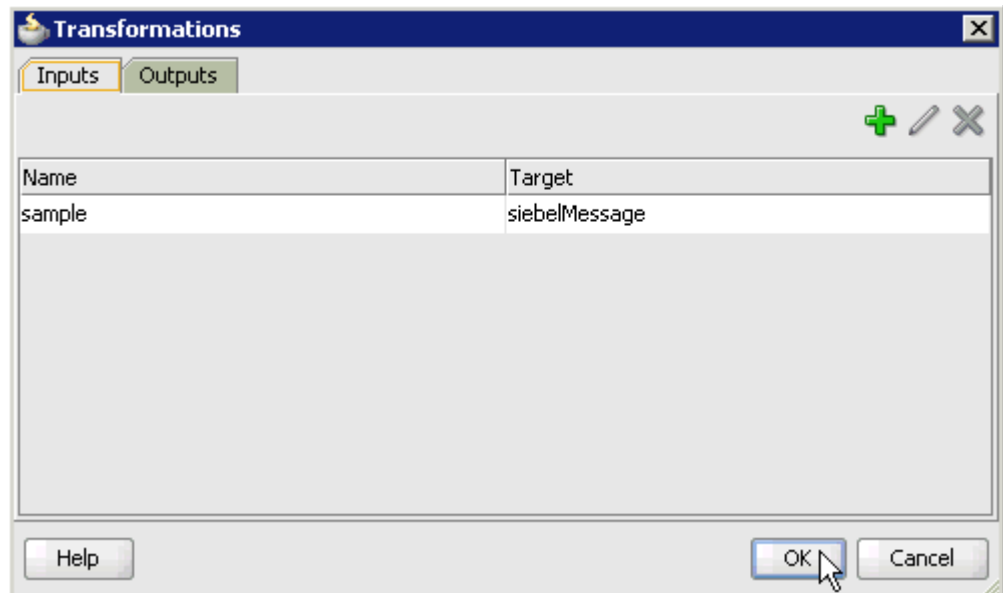 Transformations
Inputs Outputs
Name Target
sample siebelMessage
Help OK Cancel